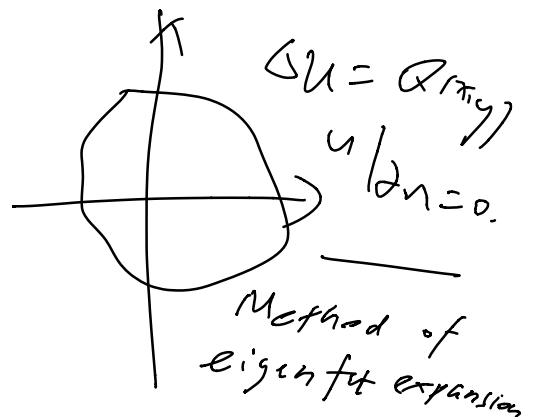 Δu = Q(x,y)
u|∂Ω = 0.
Method of
eigenfct expansion